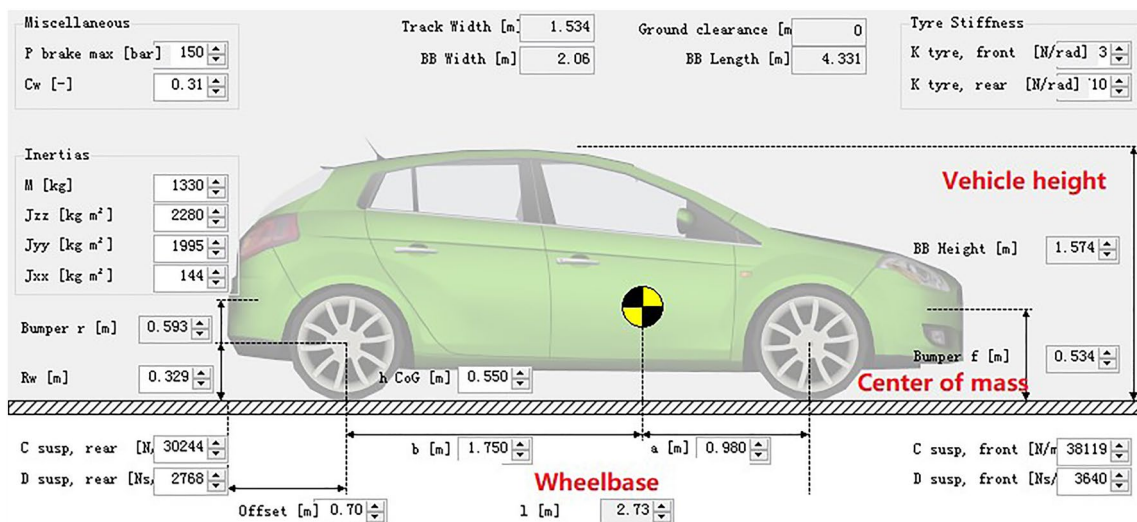 Miscellaneous
P brake max [bar] 150
Cw [-] 0.31
Track Width [m] 1.534
BB Width [m] 2.06
Ground clearance [m 0
BB Length [m] 4.331
Tyre Stiffness
K tyre, front [N/rad] 3
K tyre, rear [N/rad] 10
Inertias
M [kg] 1330
Jzz [kg m²] 2280
Jyy [kg m²] 1995
Jxx [kg m²] 144
Vehicle height
BB Height [m] 1.574
Bumper r [m] 0.593
Rw [m] 0.329
h CoG [m] 0.550
Bumper f [m] 0.534
Center of mass
C susp, rear [N, 30244
D susp, rear [Ns/ 2768
b [m] 1.750
a [m] 0.980
C susp, front [N/m 38119
D susp, front [Ns/ 3640
Wheelbase
Offset [m] 0.70
l [m] 2.73